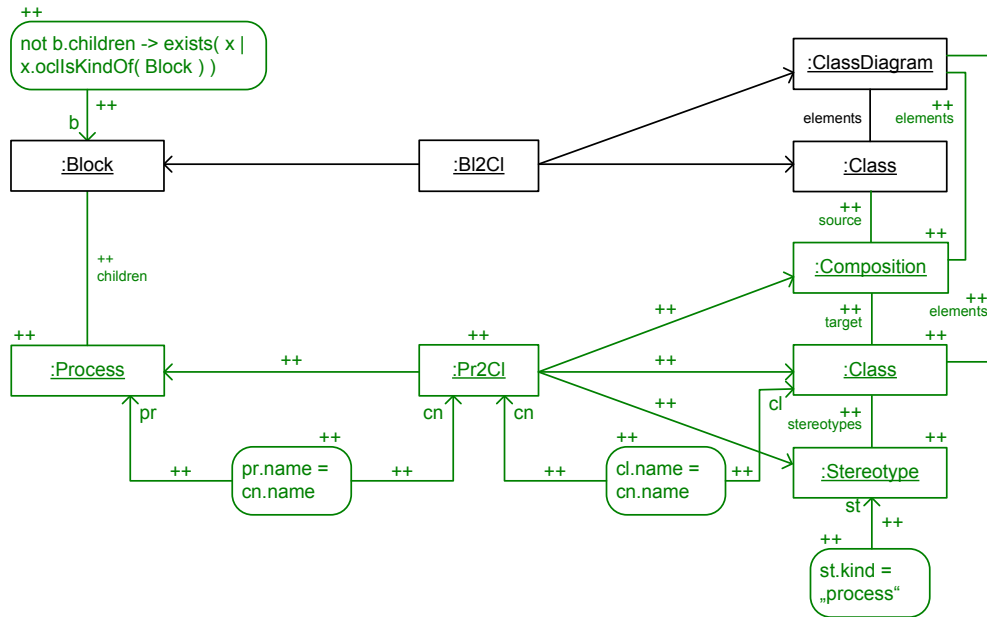 ++
not b.children -> exists( x |
x.oclIsKindOf( Block ) )
++
b
:Block
:Bl2Cl
:ClassDiagram
elements
++
elements
:Class
++
source
++
++
children
:Composition
++
target
++
elements
++
:Process
++
++
:Pr2Cl
++
++
++
++
:Class
pr
cn
cn
cl
++
stereotypes
++
++
++
pr.name =
cn.name
++
++
++
cl.name =
cn.name
++
:Stereotype
st
++
++
st.kind =
„process“